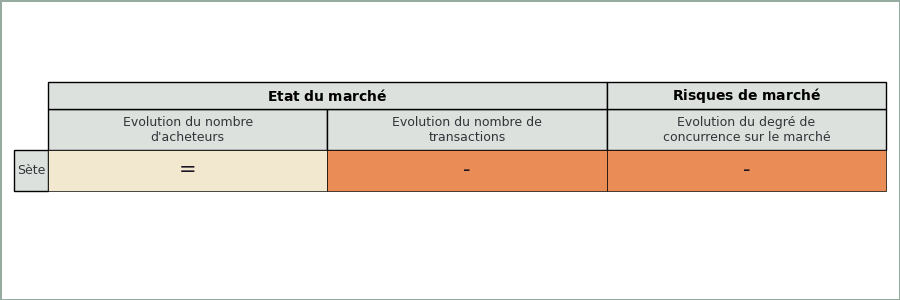 Etat du marché
Risques de marché
Evolution du nombre
d'acheteurs
Evolution du nombre de
transactions
Evolution du degré de
concurrence sur le marché
Sète
=
-
-